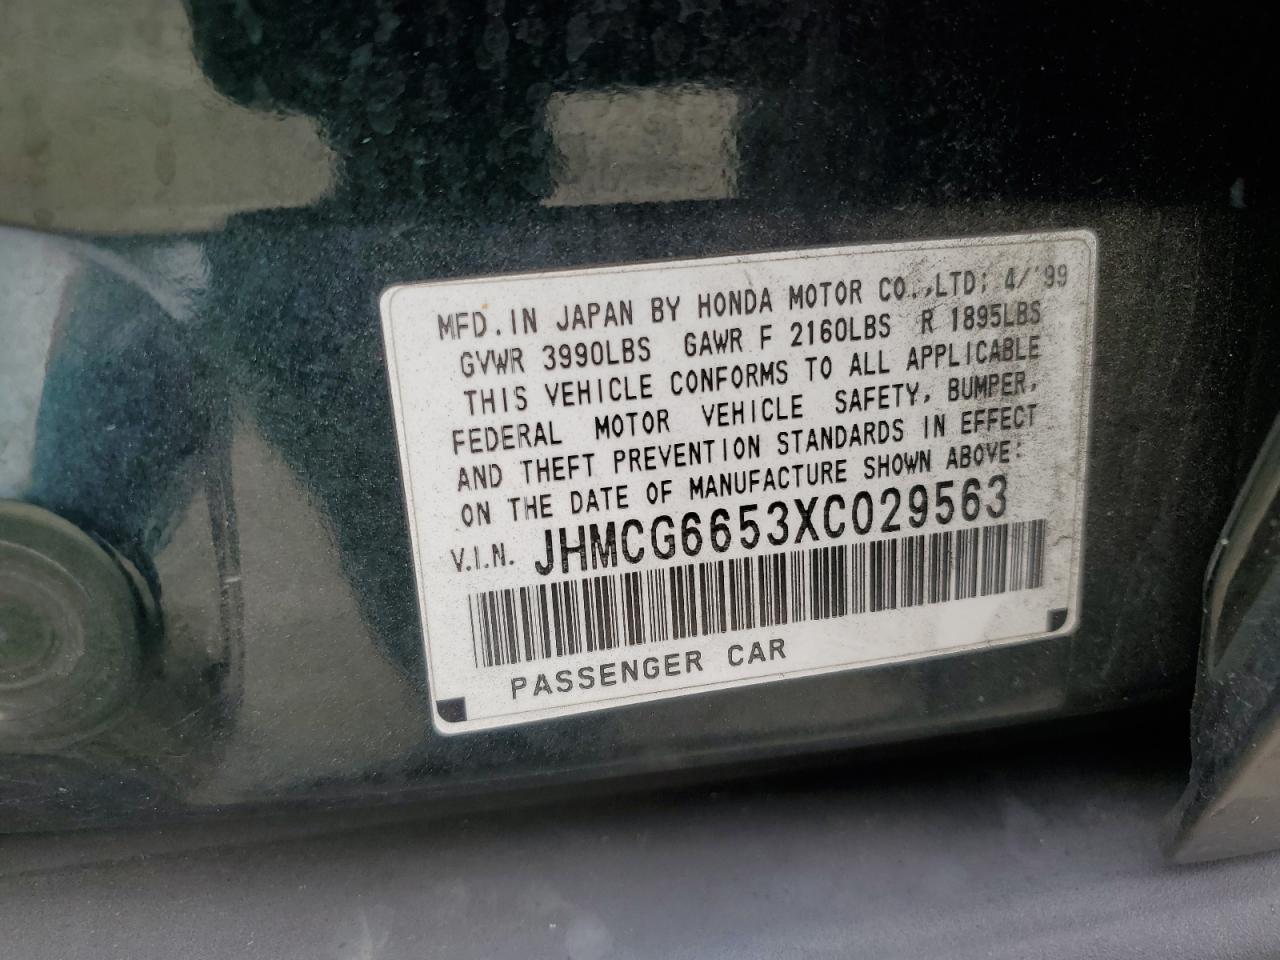 MFD. IN JAPAN BY HONDA MOTOR CO., LTD; 4/'99
GVWR 3990LBS GAWR F 2160LBS R 1895LBS
THIS VEHICLE CONFORMS TO ALL APPLICABLE
FEDERAL MOTOR VEHICLE SAFETY, BUMPER,
AND THEFT PREVENTION STANDARDS IN EFFECT
ON THE DATE OF MANUFACTURE SHOWN ABOVE:
V.I.N. JHMCG6653XC029563
PASSENGER CAR